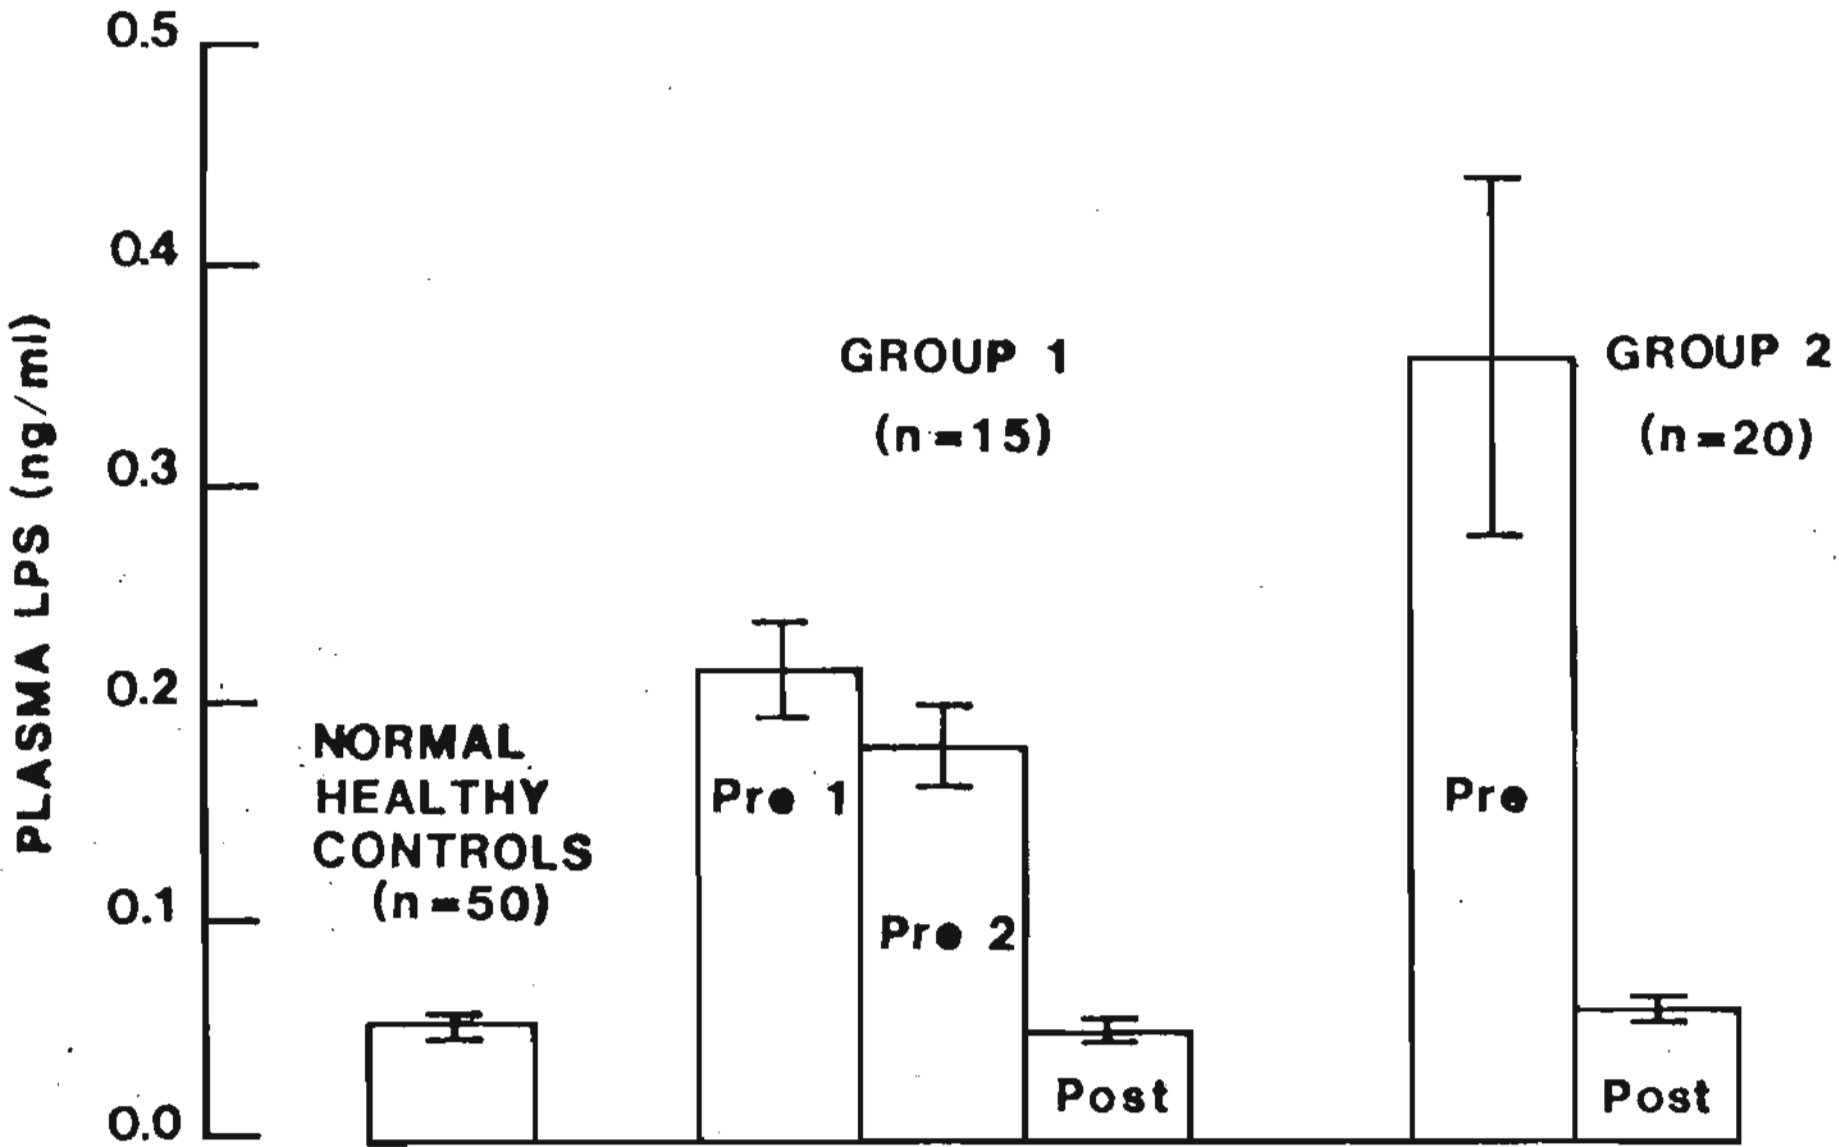 PLASMA LPS (ng/ml)
0.5
0.4
0.3
0.2
0.1
0.0
NORMAL
HEALTHY
CONTROLS
(n=50)
GROUP 1
(n=15)
Pre 1
Pre 2
Post
GROUP 2
(n=20)
Pre
Post